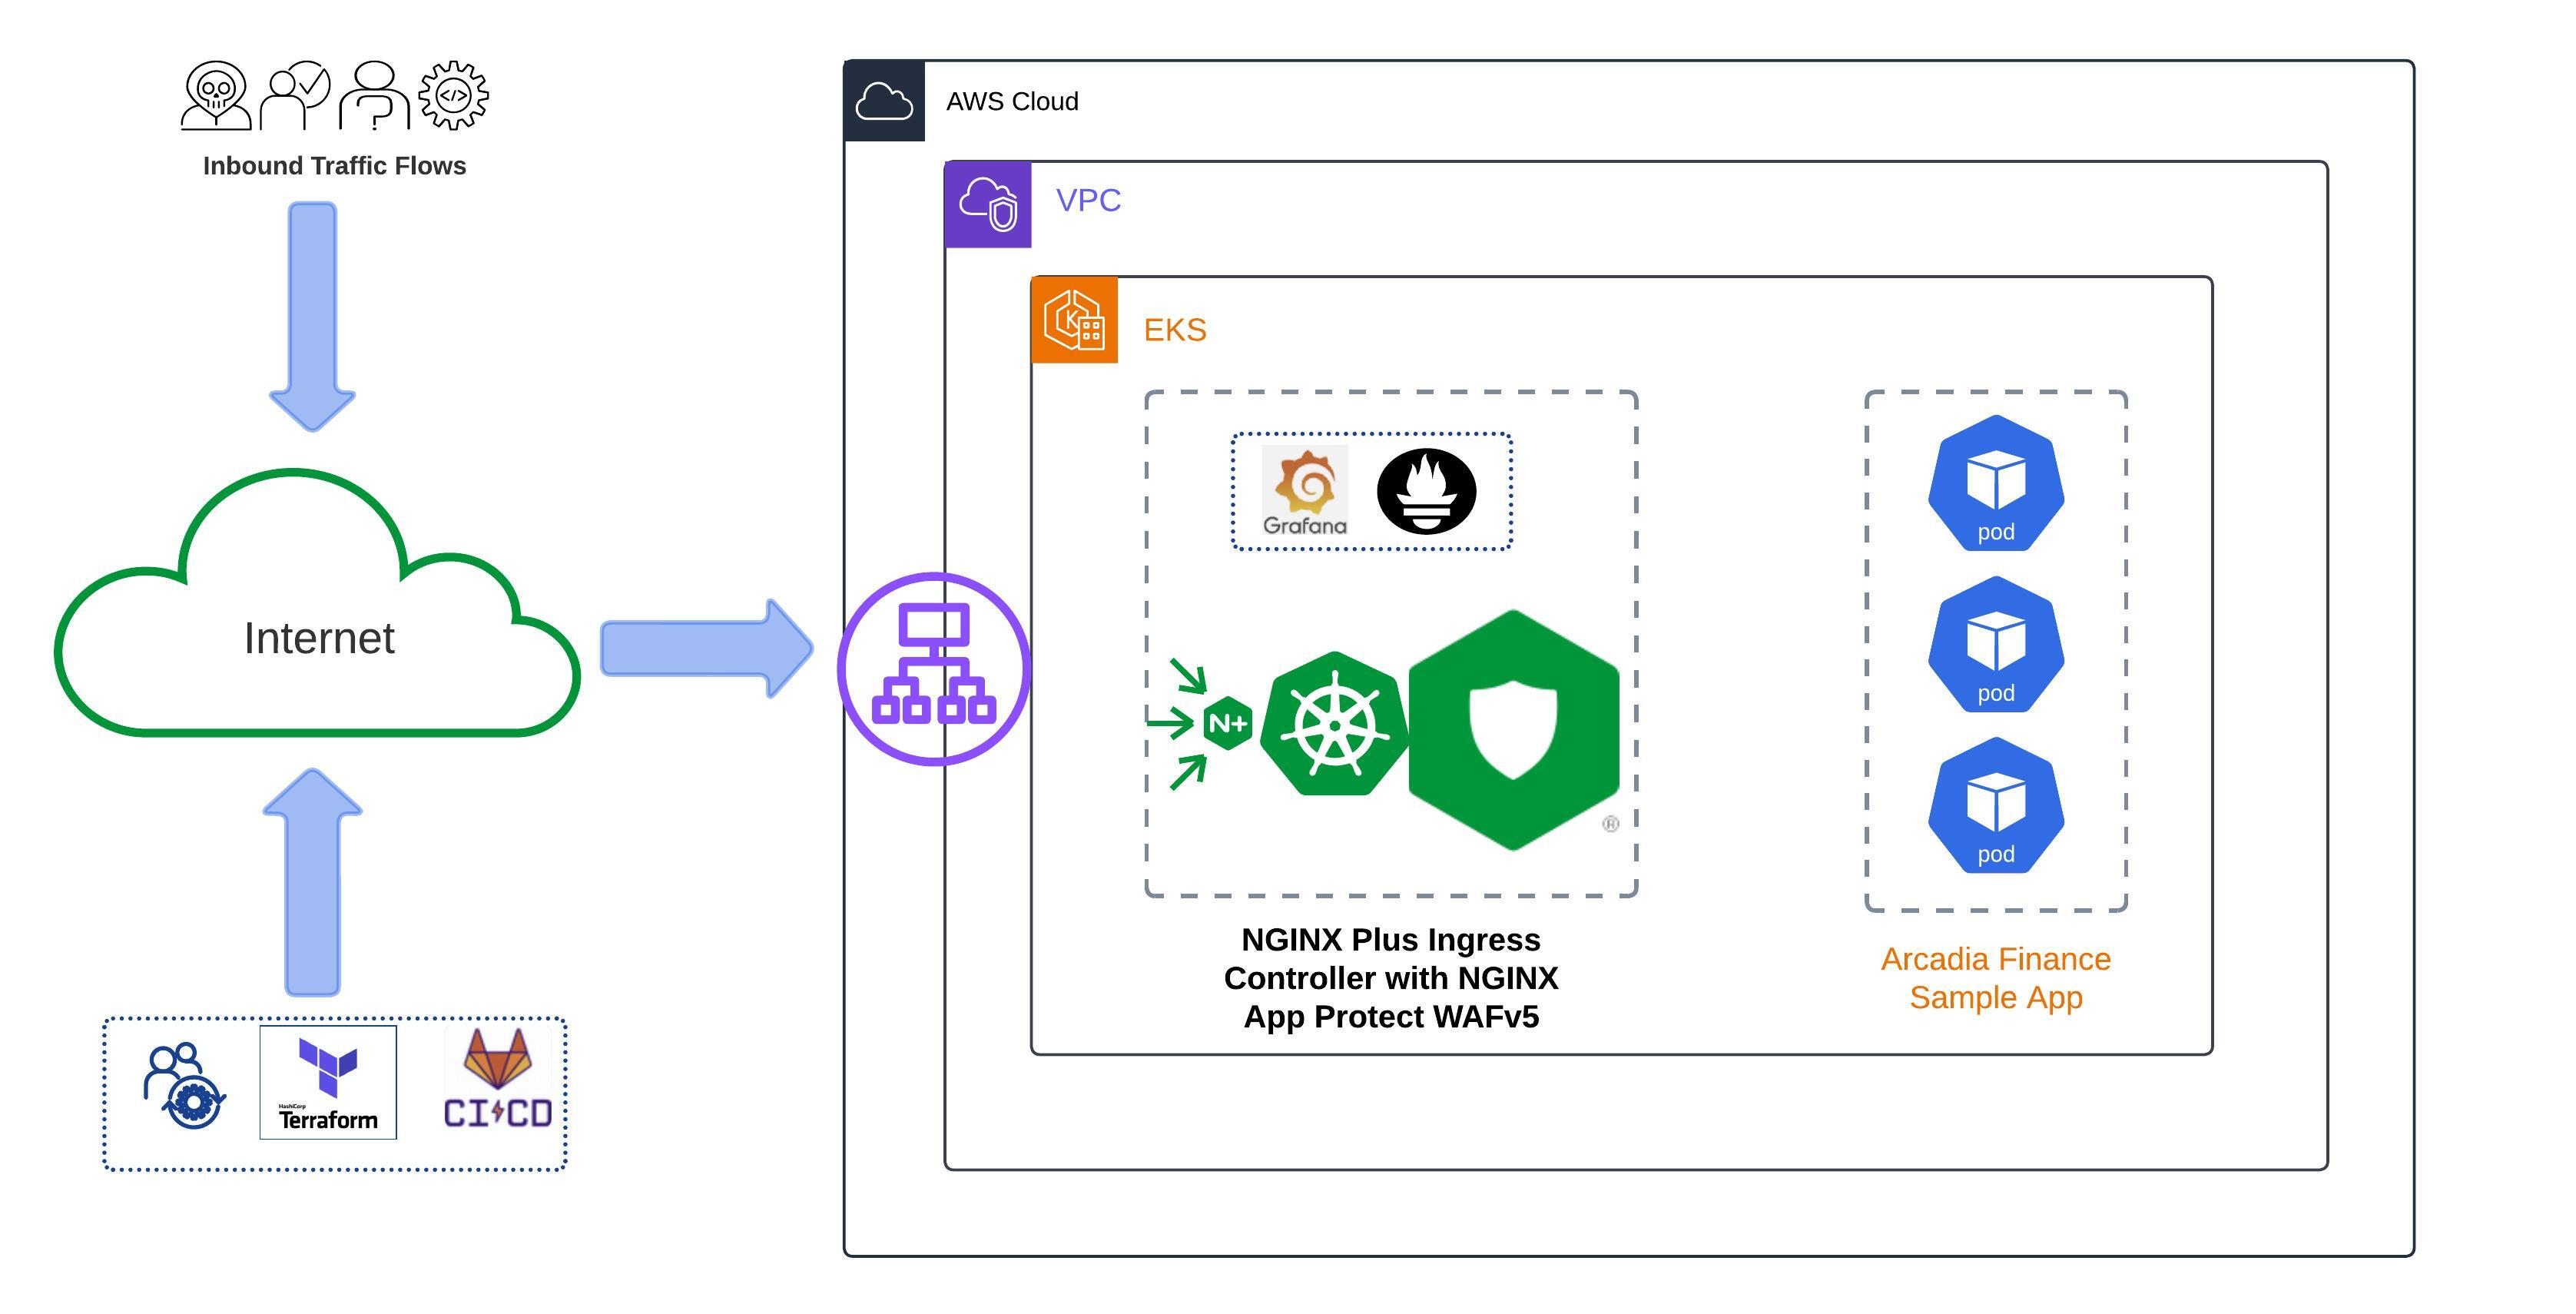 Inbound Traffic Flows
AWS Cloud
VPC
EKS
Grafana
pod
Internet
pod
N+
®
pod
NGINX Plus Ingress
Controller with NGINX
App Protect WAFv5
Arcadia Finance
Sample App
HashiCorp
Terraform
CI CD